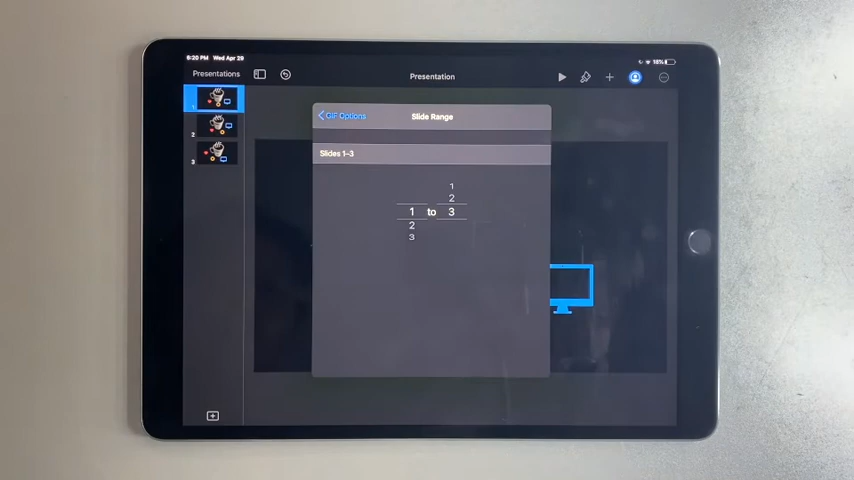 5:20 PM Wed Apr 29
18%
Presentations
Presentation
GIF Options
Slide Range
Slides 1–3
1
2
1 to 3
2
3
1
2
3